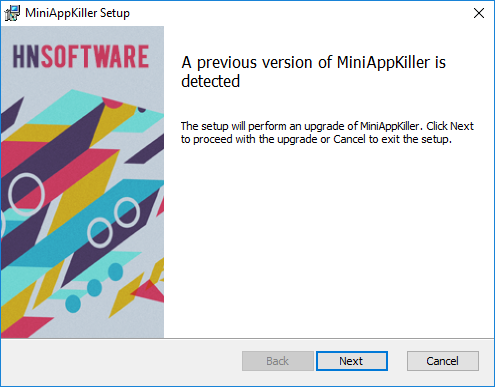 MiniAppKiller Setup
HNSOFTWARE
A previous version of MiniAppKiller is
detected
The setup will perform an upgrade of MiniAppKiller. Click Next
to proceed with the upgrade or Cancel to exit the setup.
Back Next Cancel